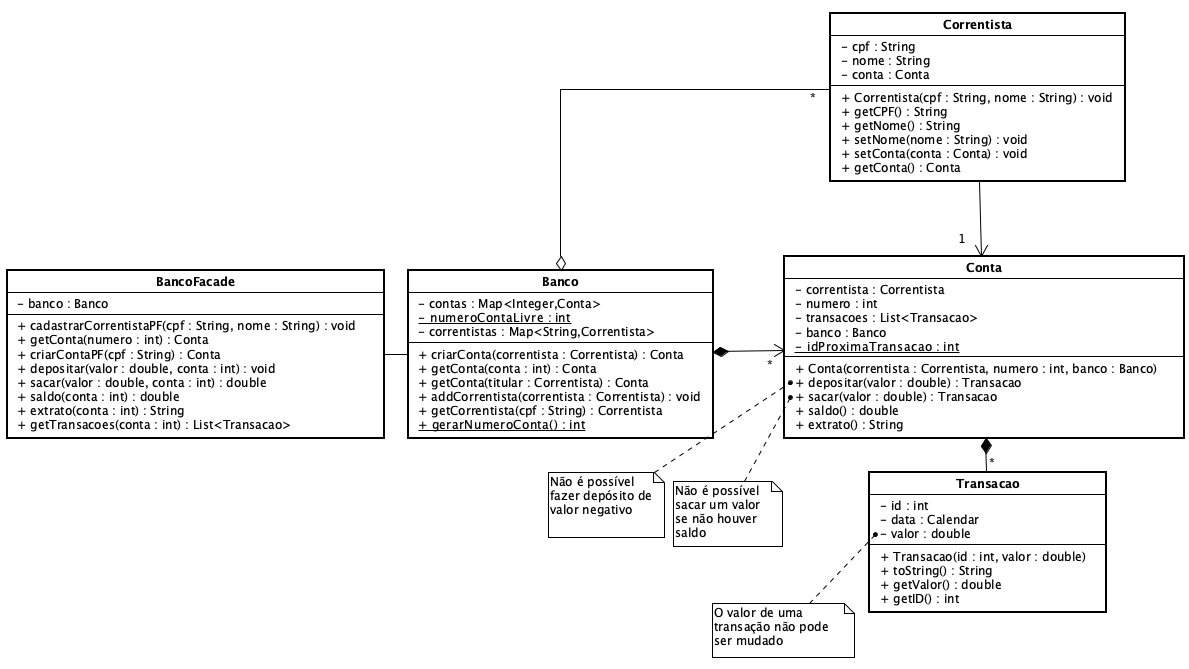 Correntista
– cpf : String
– nome : String
– conta : Conta
+ Correntista(cpf : String, nome : String) : void
+ getCPF() : String
+ getNome() : String
+ setNome(nome : String) : void
+ setConta(conta : Conta) : void
+ getConta() : Conta
*
1
BancoFacade
– banco : Banco
+ cadastrarCorrentistaPF(cpf : String, nome : String) : void
+ getConta(numero : int) : Conta
+ criarContaPF(cpf : String) : Conta
+ depositar(valor : double, conta : int) : void
+ sacar(valor : double, conta : int) : double
+ saldo(conta : int) : double
+ extrato(conta : int) : String
+ getTransacoes(conta : int) : List<Transacao>
Banco
– contas : Map<Integer,Conta>
– numeroContaLivre : int
– correntistas : Map<String,Correntista>
+ criarConta(correntista : Correntista) : Conta
+ getConta(conta : int) : Conta
+ getConta(titular : Correntista) : Conta
+ addCorrentista(correntista : Correntista) : void
+ getCorrentista(cpf : String) : Correntista
+ gerarNumeroConta() : int
*
Conta
– correntista : Correntista
– numero : int
– transacoes : List<Transacao>
– banco : Banco
– idProximaTransacao : int
+ Conta(correntista : Correntista, numero : int, banco : Banco)
+ depositar(valor : double) : Transacao
+ sacar(valor : double) : Transacao
+ saldo() : double
+ extrato() : String
*
Não é possível
fazer depósito de
valor negativo
Não é possível
sacar um valor
se não houver
saldo
Transacao
– id : int
– data : Calendar
– valor : double
+ Transacao(id : int, valor : double)
+ toString() : String
+ getValor() : double
+ getID() : int
O valor de uma
transação não pode
ser mudado